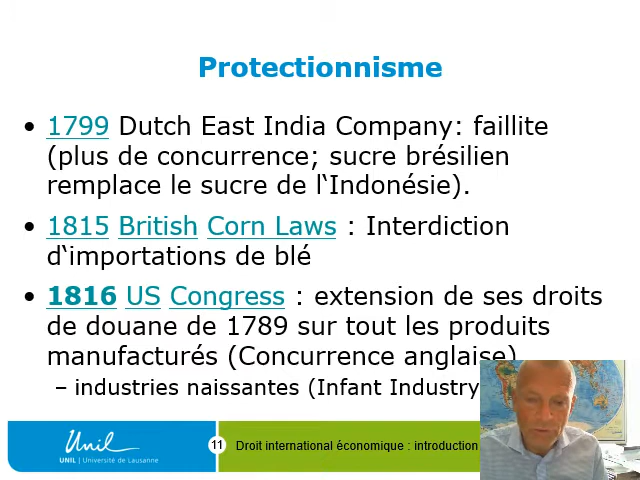 Protectionnisme
• 1799 Dutch East India Company: faillite
(plus de concurrence; sucre brésilien
remplace le sucre de l‘Indonésie).
• 1815 British Corn Laws : Interdiction
d‘importations de blé
• 1816 US Congress : extension de ses droits
de douane de 1789 sur tout les produits
manufacturés (Concurrence anglaise)
– industries naissantes (Infant Industry
Unil
UNIL | Université de Lausanne
11
Droit international économique : introduction